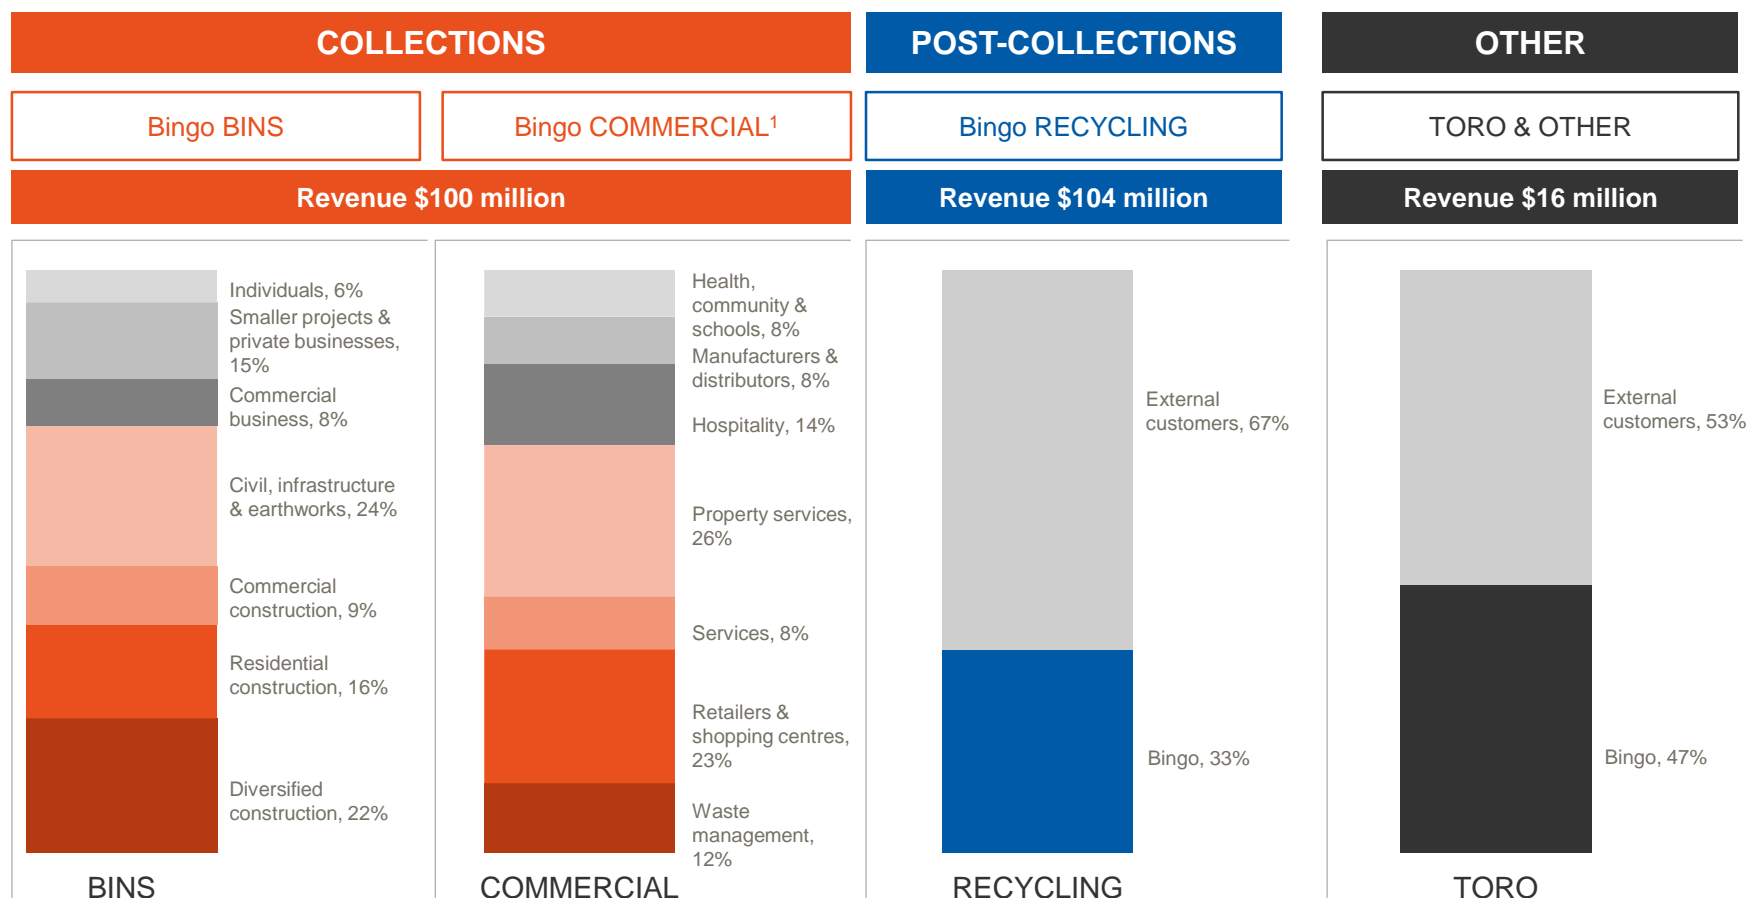 COLLECTIONS
POST-COLLECTIONS
OTHER
Bingo BINS
Bingo COMMERCIAL¹
Bingo RECYCLING
TORO & OTHER
Revenue $100 million
Revenue $104 million
Revenue $16 million
Individuals, 6%
Smaller projects &
private businesses,
15%
Commercial
business, 8%
Civil, infrastructure
& earthworks, 24%
Commercial
construction, 9%
Residential
construction, 16%
Diversified
construction, 22%
BINS
Health,
community &
schools, 8%
Manufacturers &
distributors, 8%
Hospitality, 14%
Property services,
26%
Services, 8%
Retailers &
shopping centres,
23%
Waste
management,
12%
COMMERCIAL
External
customers, 67%
Bingo, 33%
RECYCLING
External
customers, 53%
Bingo, 47%
TORO